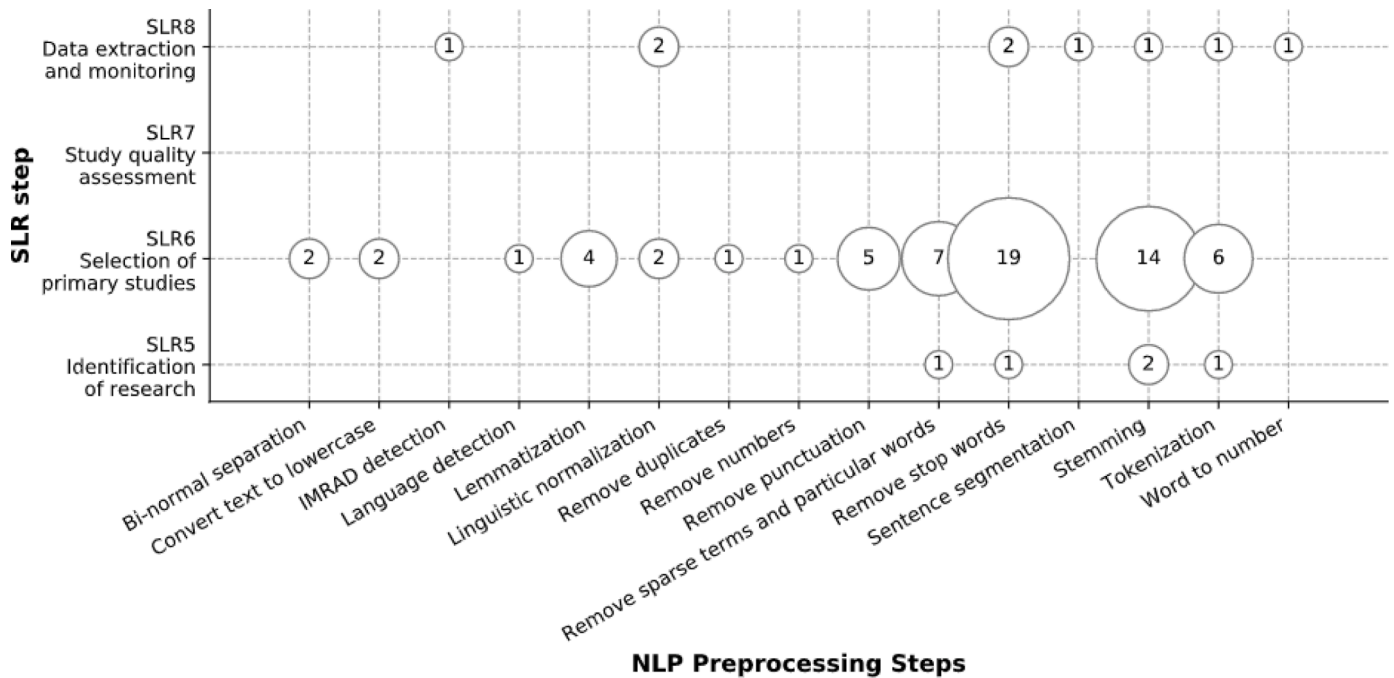 SLR8
Data extraction
and monitoring
1
2
2
1
1
1
1
SLR7
Study quality
assessment
SLR step
SLR6
Selection of
primary studies
2
2
1
4
2
1
1
5
7
19
14
6
SLR5
Identification
of research
1
1
2
1
Bi-normal separation
Convert text to lowercase
IMRAD detection
Language detection
Lemmatization
Linguistic normalization
Remove duplicates
Remove numbers
Remove punctuation
Remove sparse terms and particular words
Remove stop words
Sentence segmentation
Stemming
Tokenization
Word to number
NLP Preprocessing Steps